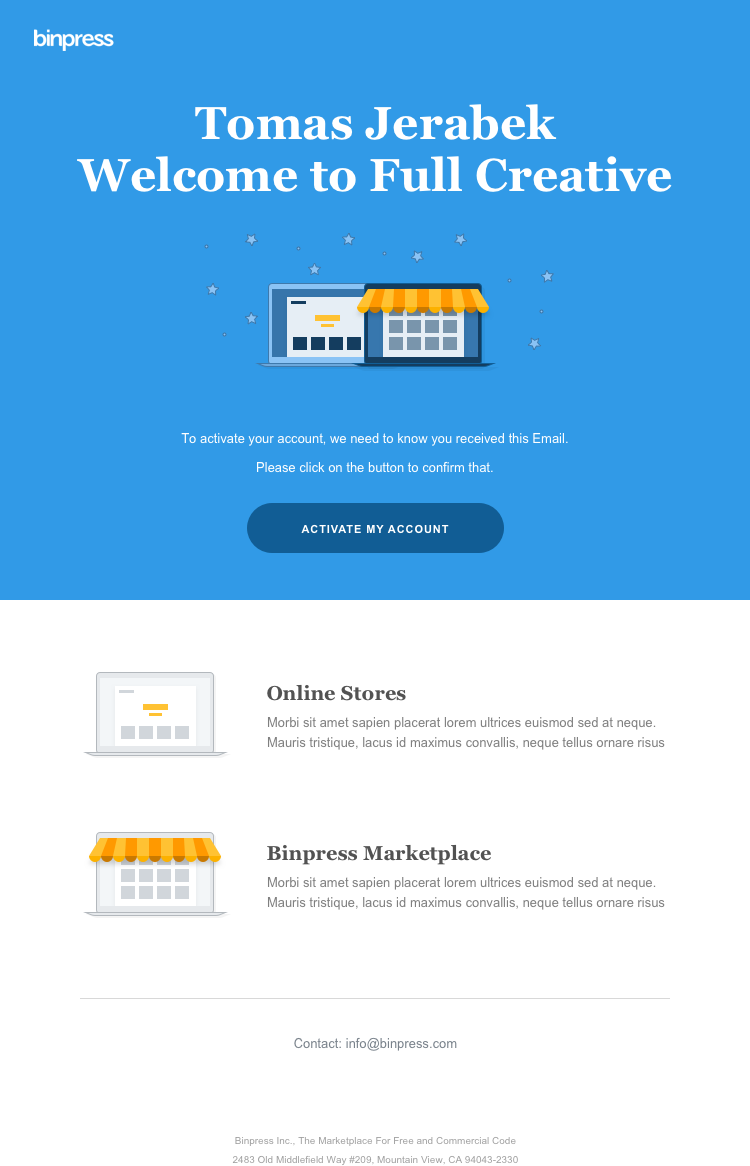 binpress
Tomas Jerabek
Welcome to Full Creative
To activate your account, we need to know you received this Email.
Please click on the button to confirm that.
ACTIVATE MY ACCOUNT
Online Stores
Morbi sit amet sapien placerat lorem ultrices euismod sed at neque.
Mauris tristique, lacus id maximus convallis, neque tellus ornare risus
Binpress Marketplace
Morbi sit amet sapien placerat lorem ultrices euismod sed at neque.
Mauris tristique, lacus id maximus convallis, neque tellus ornare risus
Contact: info@binpress.com
Binpress Inc., The Marketplace For Free and Commercial Code
2483 Old Middlefield Way #209, Mountain View, CA 94043-2330